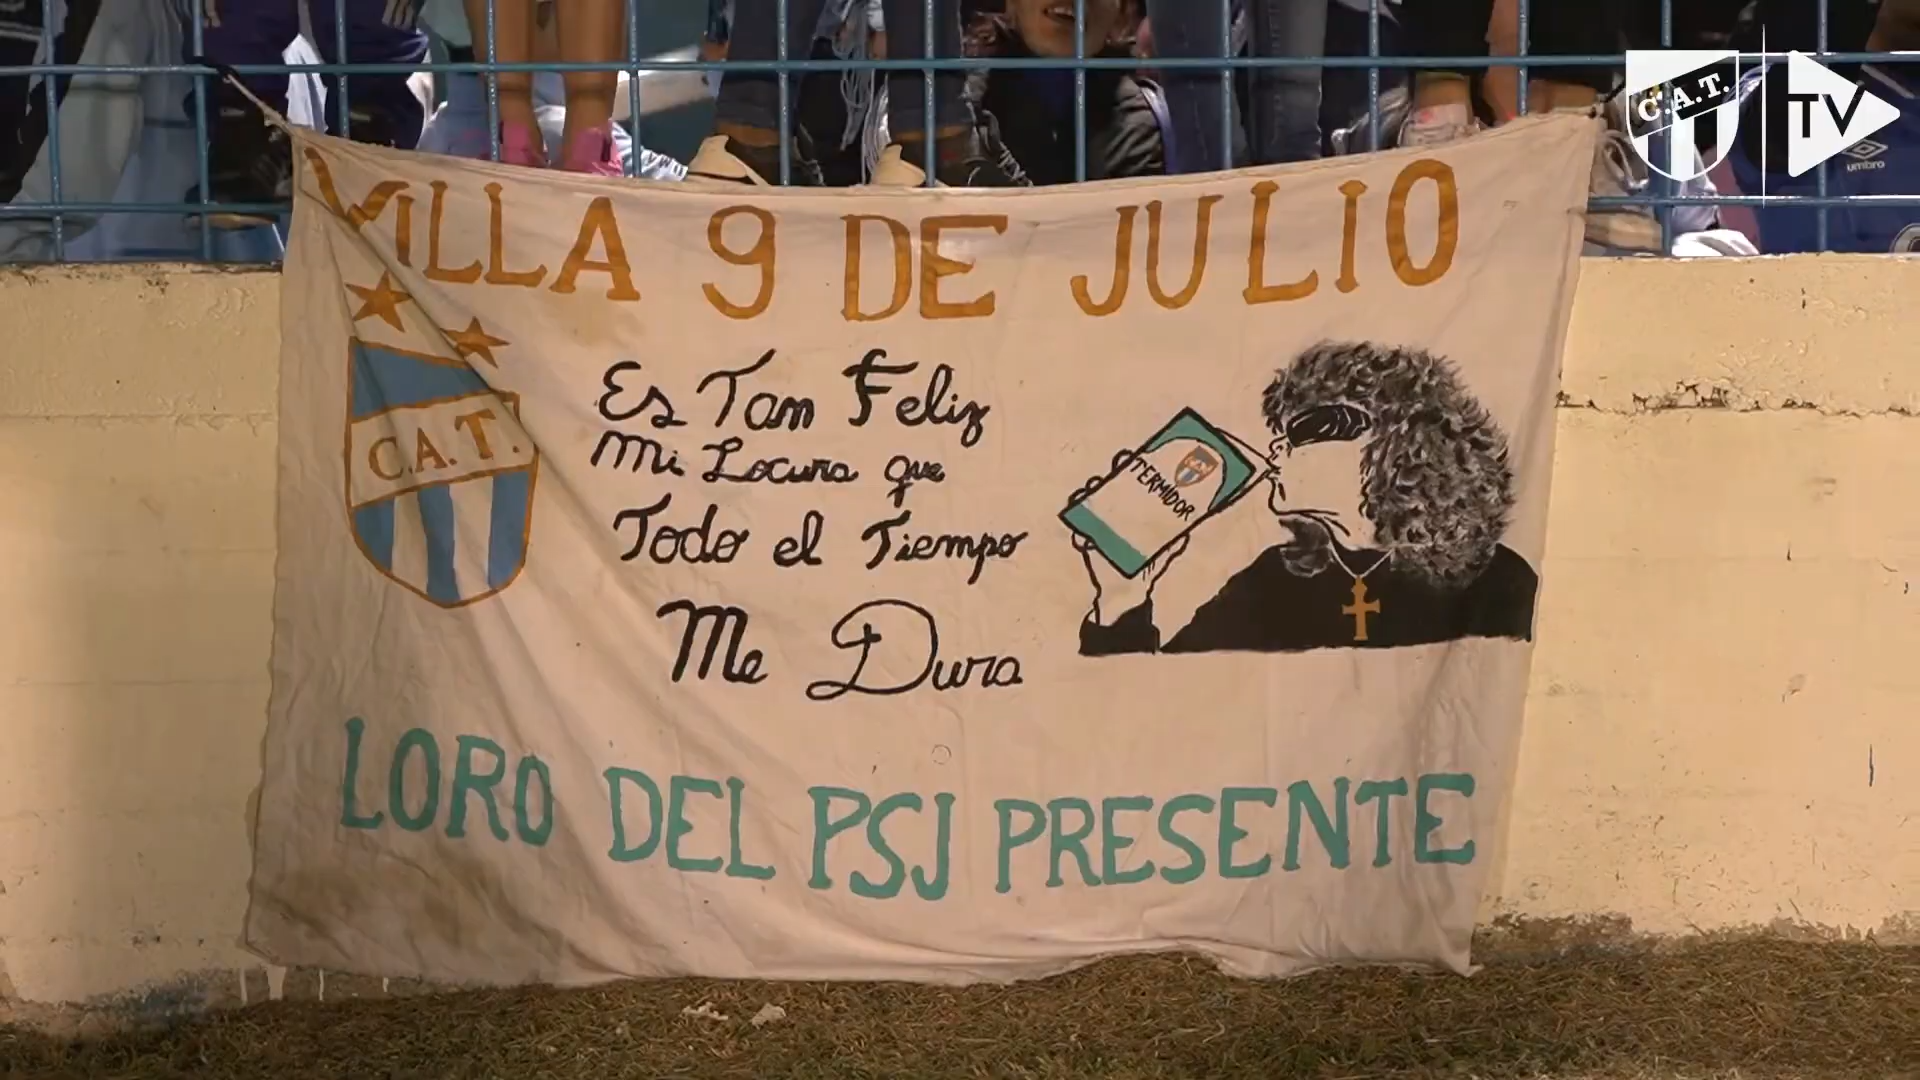 C.A.T. TV
umbro
VILLA 9 DE JULIO
C.A.T.
Es Tan Feliz
Mi Locura que
Todo el Tiempo
Me Dura
TERMIDOR
LORO DEL PSJ PRESENTE